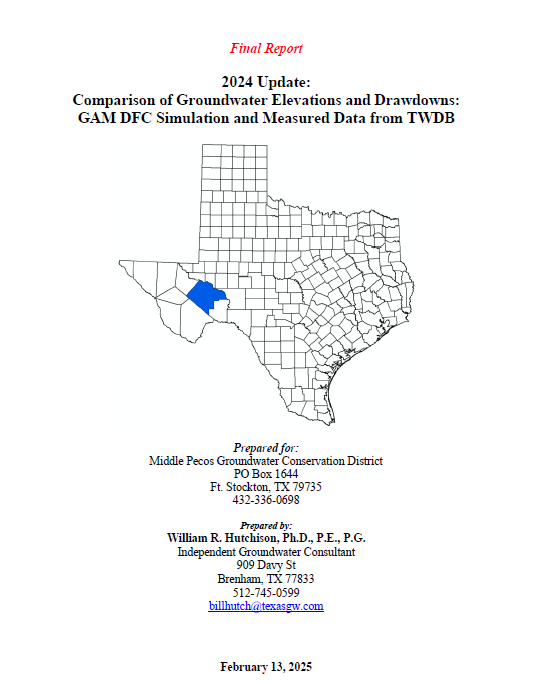 Final Report
2024 Update:
Comparison of Groundwater Elevations and Drawdowns:
GAM DFC Simulation and Measured Data from TWDB
Prepared for:
Middle Pecos Groundwater Conservation District
PO Box 1644
Ft. Stockton, TX 79735
432-336-0698
Prepared by:
William R. Hutchison, Ph.D., P.E., P.G.
Independent Groundwater Consultant
909 Davy St
Brenham, TX 77833
512-745-0599
billhutch@texasgw.com
February 13, 2025